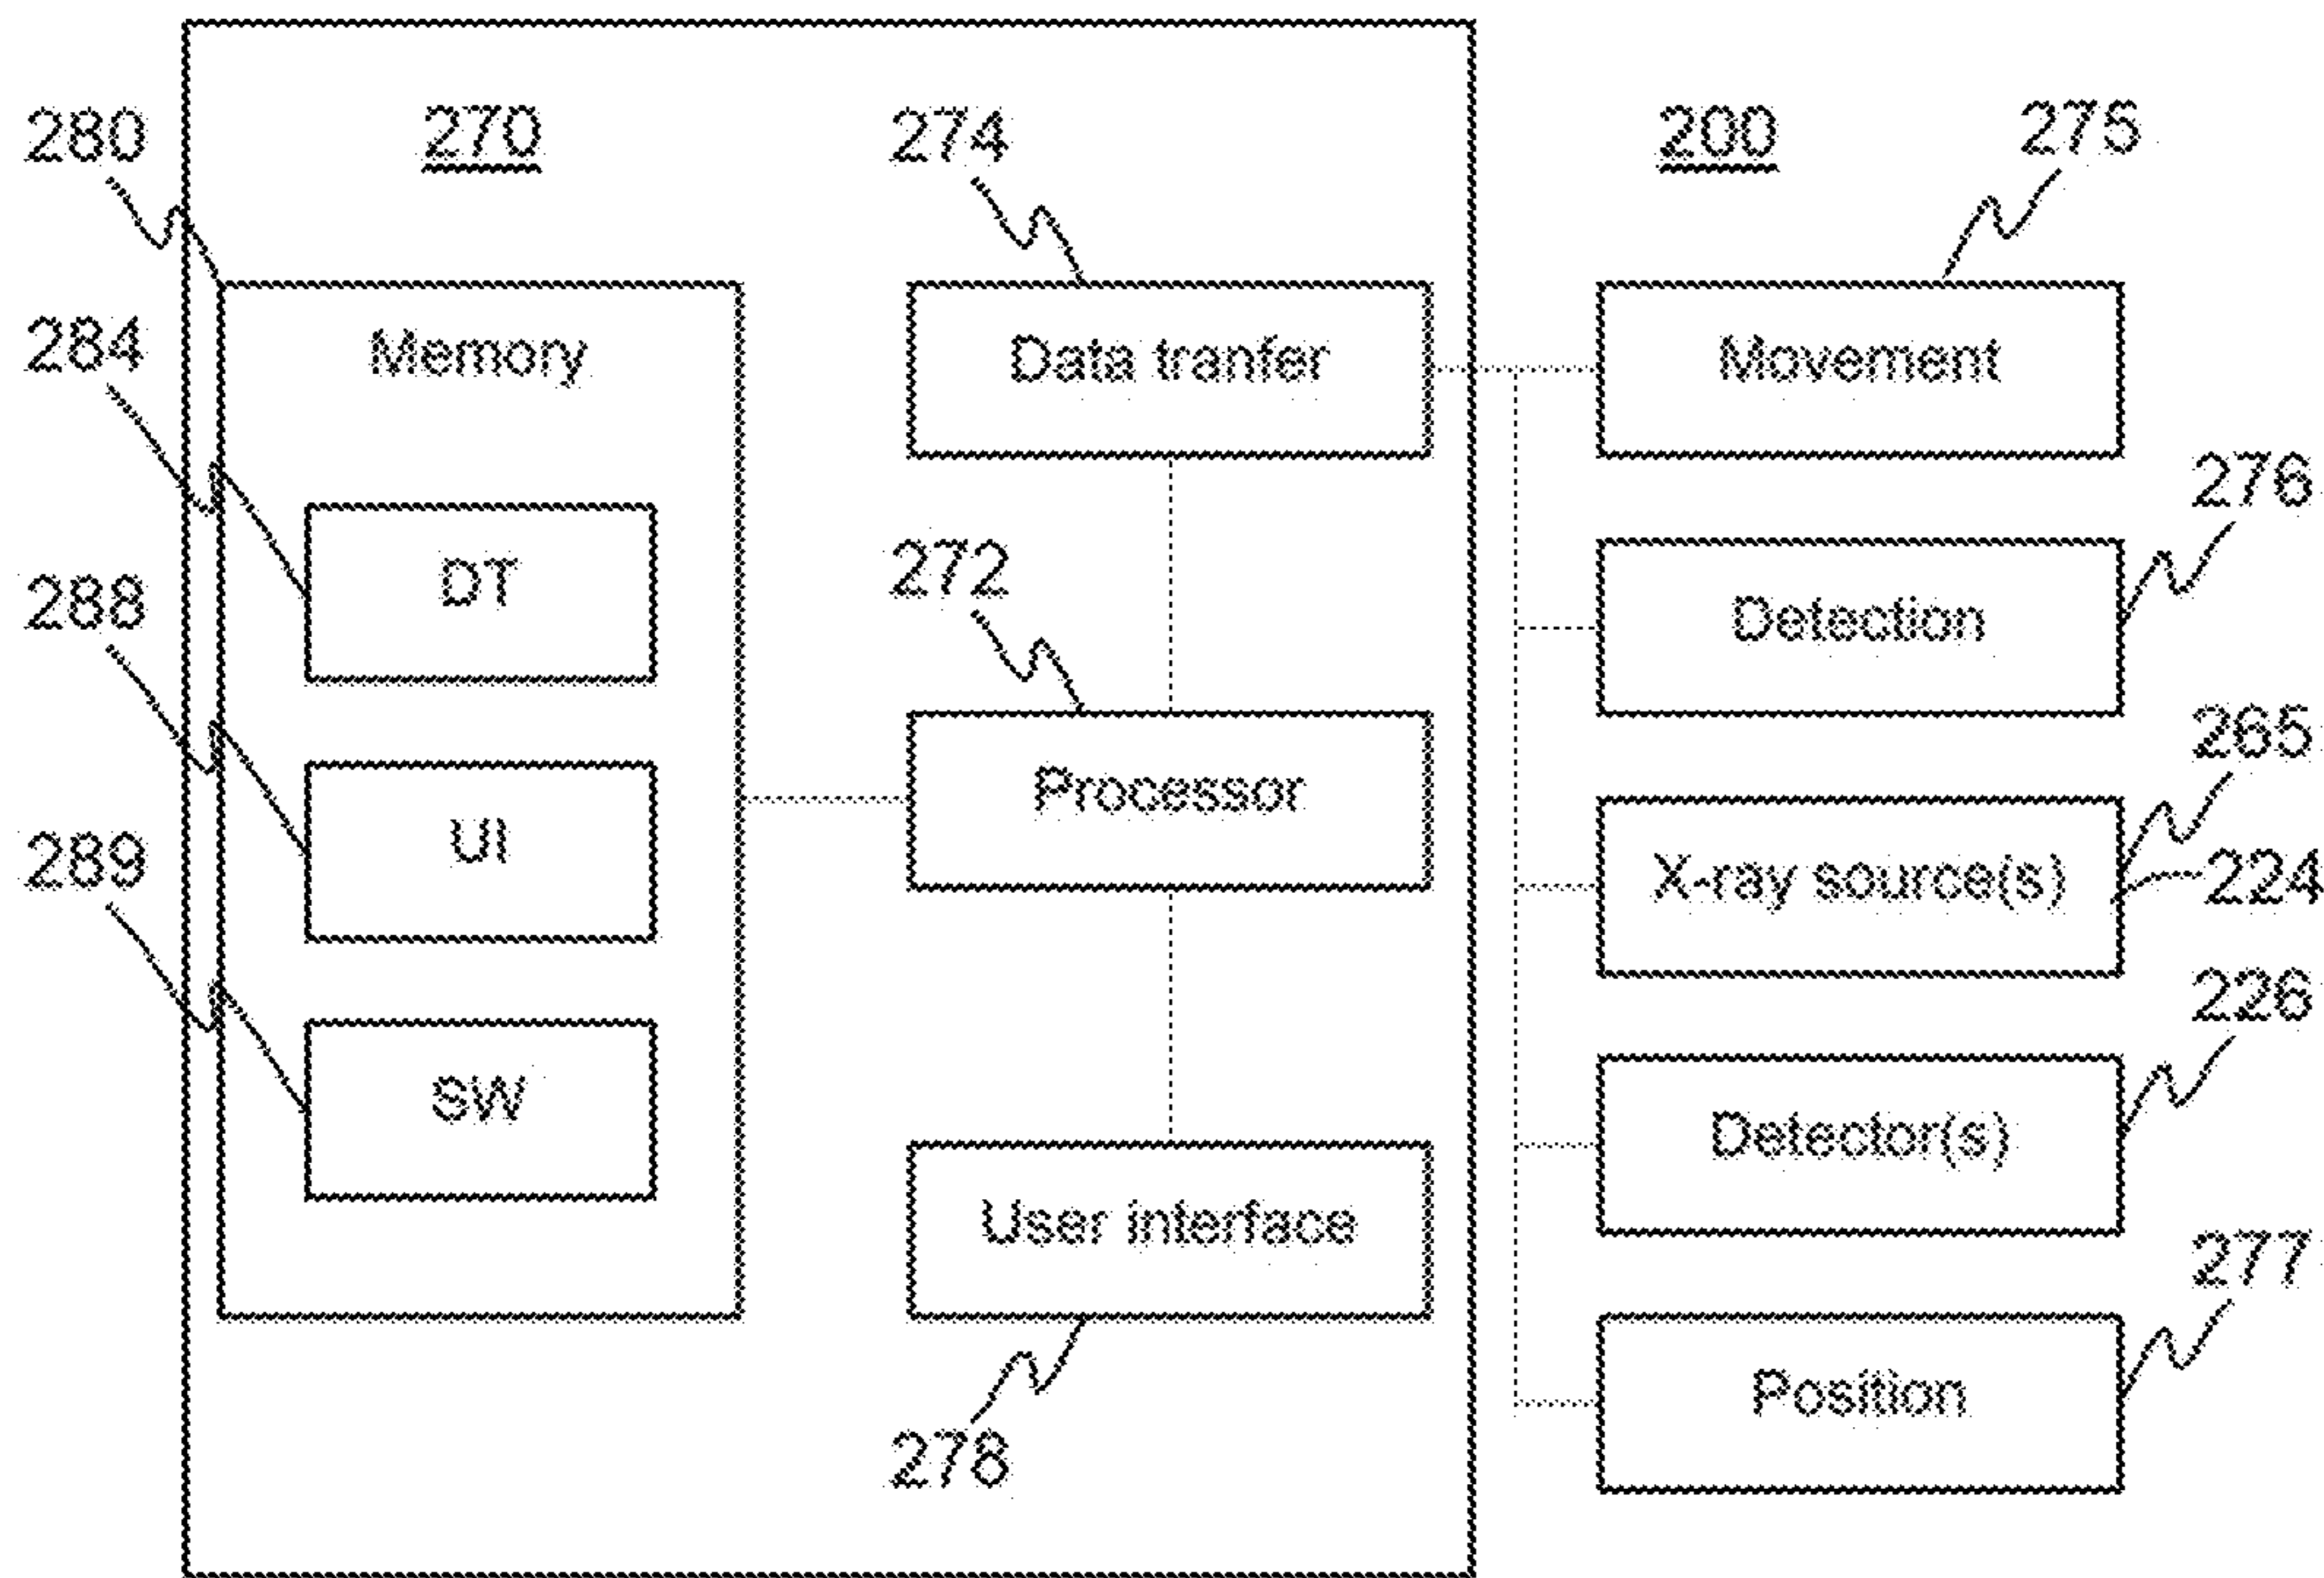 280
270
274
200
275
284
Memory
Data tranfer
Movement
276
DT
272
Detection
288
265
UI
Processor
X-ray source(s)
224
289
226
SW
Detector(s)
User interface
277
278
Position